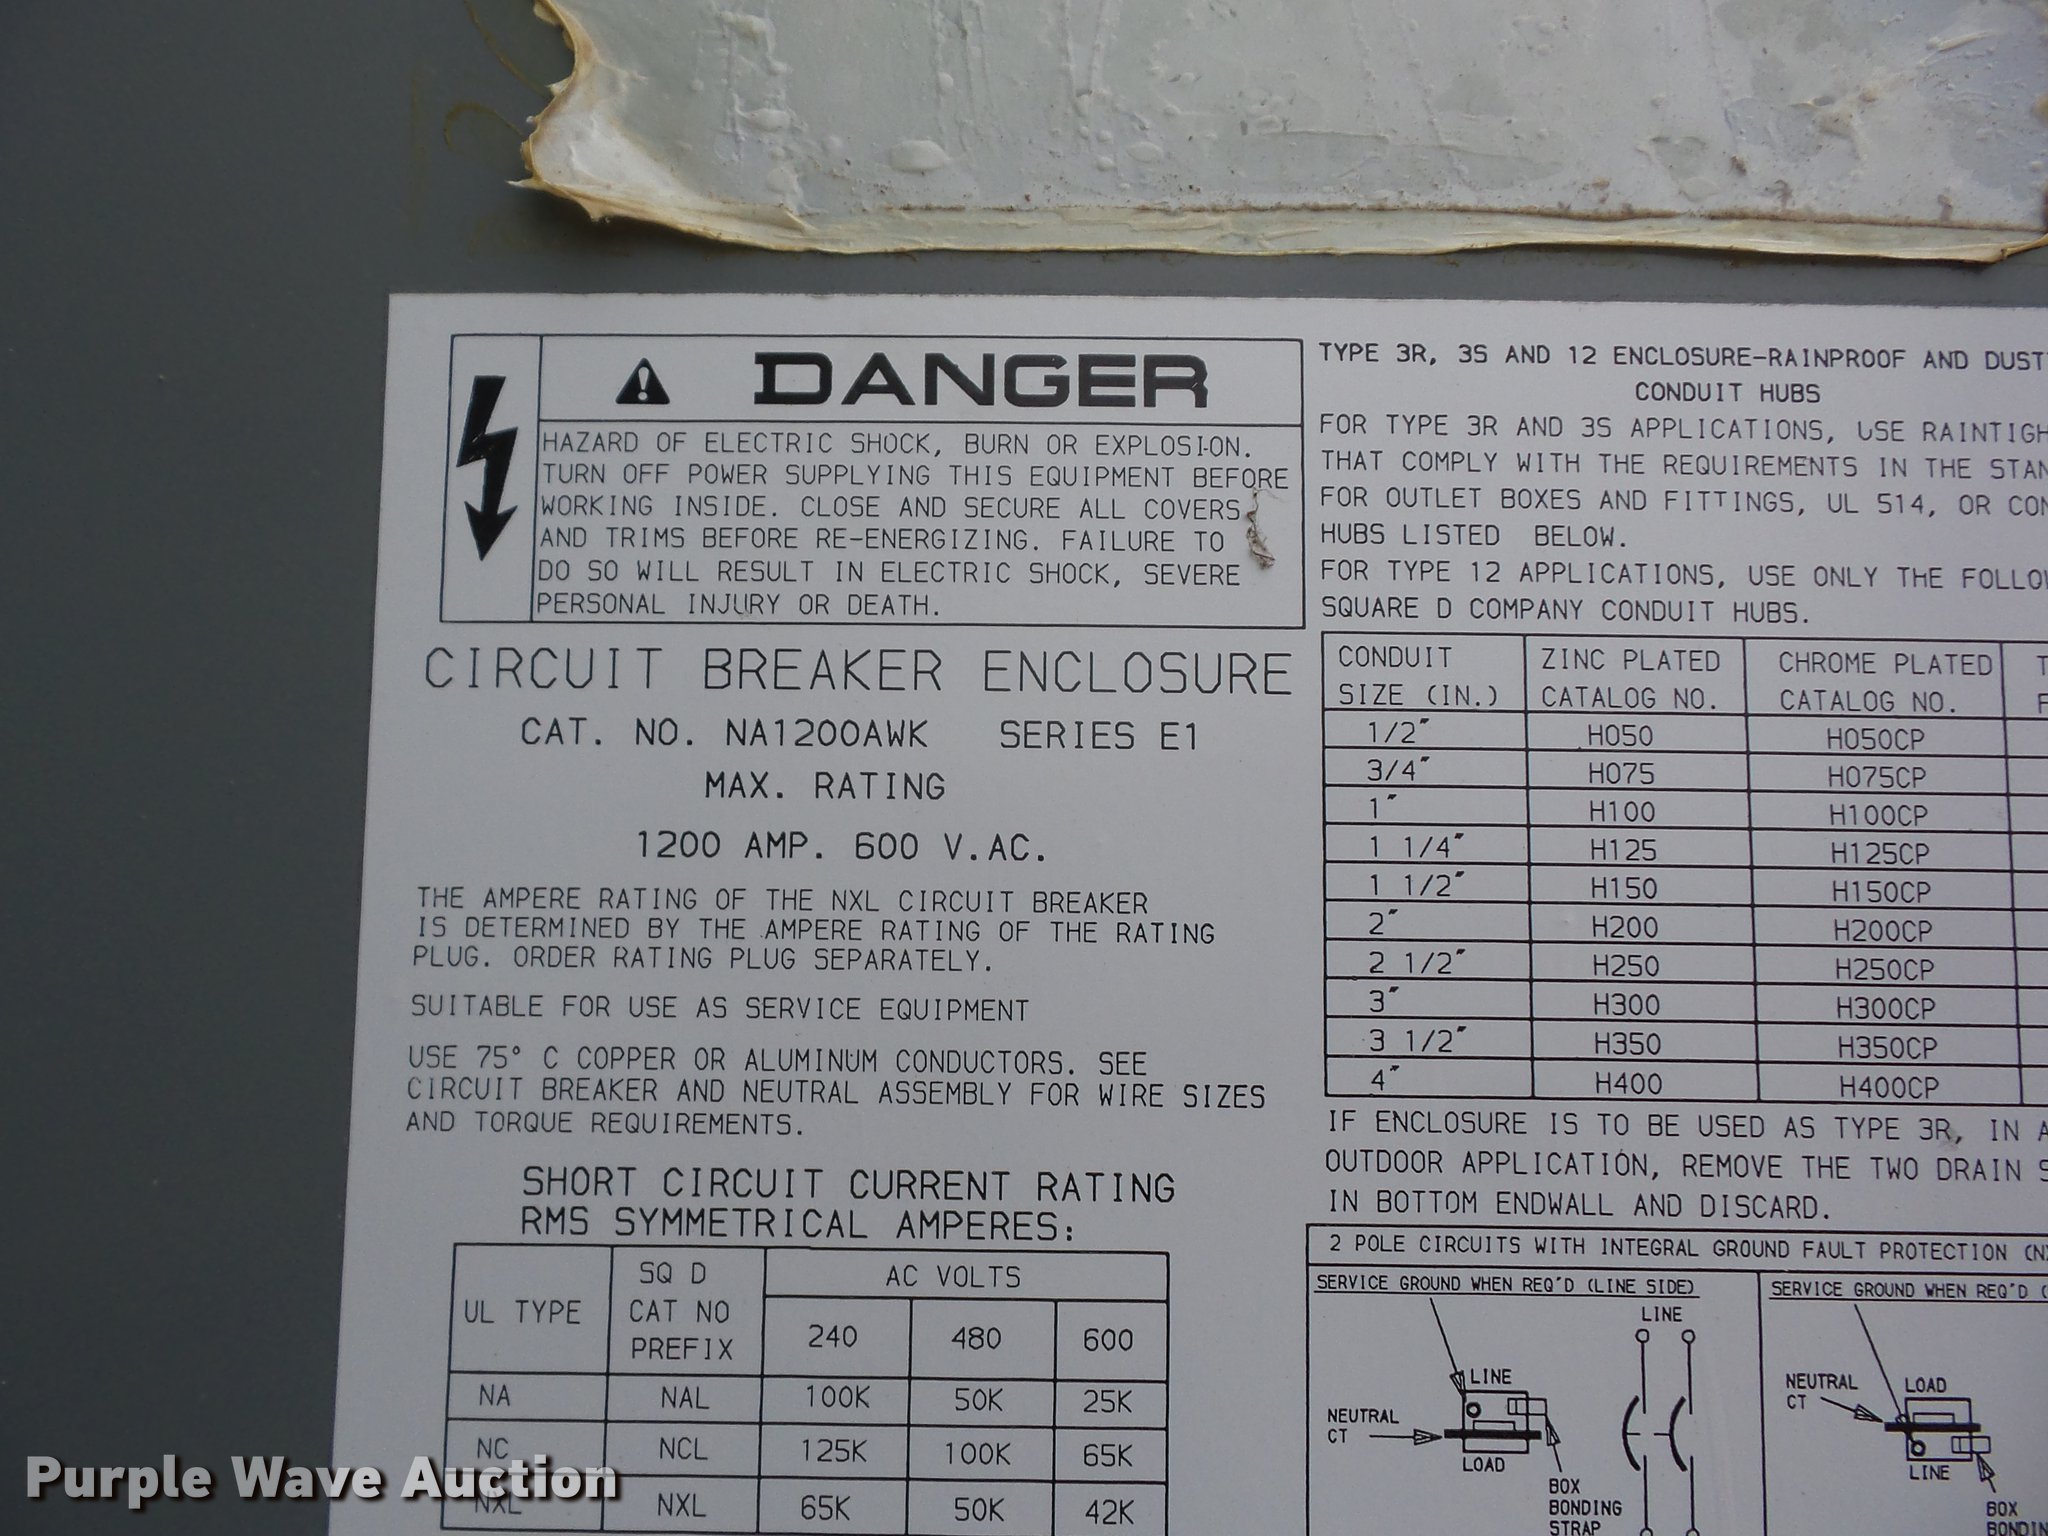 DANGER
HAZARD OF ELECTRIC SHOCK, BURN OR EXPLOSION.
TURN OFF POWER SUPPLYING THIS EQUIPMENT BEFORE
WORKING INSIDE. CLOSE AND SECURE ALL COVERS
AND TRIMS BEFORE RE-ENERGIZING. FAILURE TO
DO SO WILL RESULT IN ELECTRIC SHOCK, SEVERE
PERSONAL INJURY OR DEATH.
CIRCUIT BREAKER ENCLOSURE
CAT. NO. NA1200AWK SERIES E1
MAX. RATING
1200 AMP. 600 V.AC.
THE AMPERE RATING OF THE NXL CIRCUIT BREAKER
IS DETERMINED BY THE AMPERE RATING OF THE RATING
PLUG. ORDER RATING PLUG SEPARATELY.
SUITABLE FOR USE AS SERVICE EQUIPMENT
USE 75° C COPPER OR ALUMINUM CONDUCTORS. SEE
CIRCUIT BREAKER AND NEUTRAL ASSEMBLY FOR WIRE SIZES
AND TORQUE REQUIREMENTS.
SHORT CIRCUIT CURRENT RATING
RMS SYMMETRICAL AMPERES:
UL TYPE SQ D CAT NO PREFIX AC VOLTS
240 480 600
NA NAL 100K 50K 25K
NC NCL 125K 100K 65K
NXL NXL 65K 50K 42K
TYPE 3R, 3S AND 12 ENCLOSURE-RAINPROOF AND DUST
CONDUIT HUBS
FOR TYPE 3R AND 3S APPLICATIONS, USE RAINTIGH
THAT COMPLY WITH THE REQUIREMENTS IN THE STAN
FOR OUTLET BOXES AND FITTINGS, UL 514, OR CON
HUBS LISTED BELOW.
FOR TYPE 12 APPLICATIONS, USE ONLY THE FOLLOW
SQUARE D COMPANY CONDUIT HUBS.
CONDUIT ZINC PLATED CHROME PLATED
SIZE (IN.) CATALOG NO. CATALOG NO.
1/2" H050 H050CP
3/4" H075 H075CP
1" H100 H100CP
1 1/4" H125 H125CP
1 1/2" H150 H150CP
2" H200 H200CP
2 1/2" H250 H250CP
3" H300 H300CP
3 1/2" H350 H350CP
4" H400 H400CP
IF ENCLOSURE IS TO BE USED AS TYPE 3R, IN A
OUTDOOR APPLICATION, REMOVE THE TWO DRAIN S
IN BOTTOM ENDWALL AND DISCARD.
2 POLE CIRCUITS WITH INTEGRAL GROUND FAULT PROTECTION (NX
SERVICE GROUND WHEN REQ'D (LINE SIDE)
LINE
LINE
NEUTRAL
CT
LOAD
BOX
BONDING
STRAP
SERVICE GROUND WHEN REQ'D (
NEUTRAL
CT
LOAD
LINE
BOX
BONDIN
Purple Wave Auction